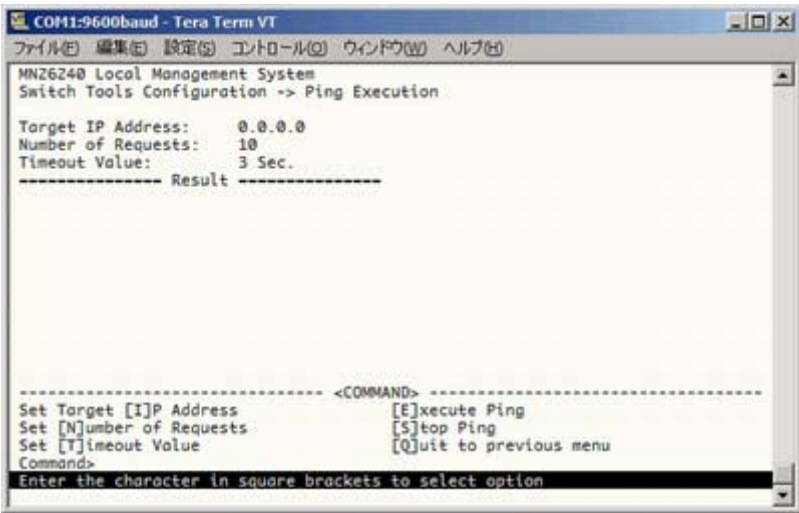 COM1:9600baud - Tera Term VT
ファイル(F) 編集(E) 設定(S) コントロール(O) ウィンドウ(W) ヘルプ(H)
MNZ6Z40 Local Management System
Switch Tools Configuration -> Ping Execution
Target IP Address: 0.0.0.0
Number of Requests: 10
Timeout Value: 3 Sec.
--------------- Result ---------------
-------------------------------- <COMMAND> -----------------------------------
Set Target [I]P Address [E]xecute Ping
Set [N]umber of Requests [S]top Ping
Set [T]imeout Value [Q]uit to previous menu
Command>
Enter the character in square brackets to select option